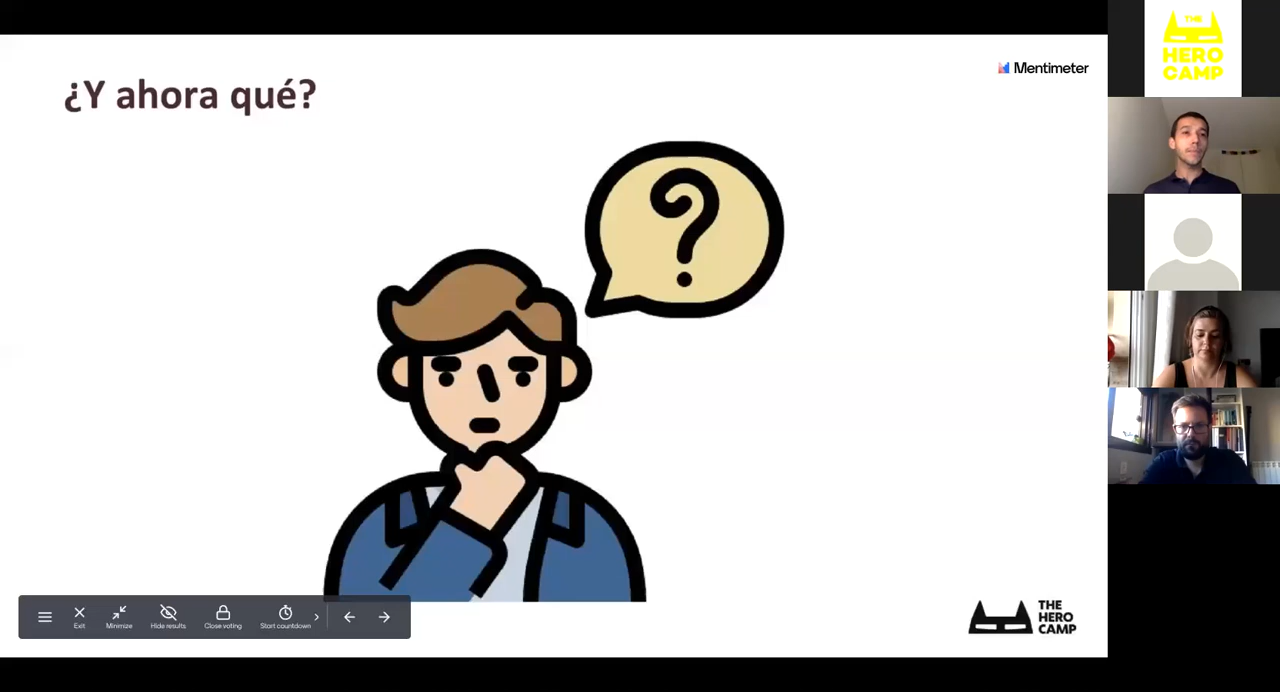 ¿Y ahora qué?
Mentimeter
?
Exit
Minimize
Hide results
Close voting
Start countdown
THE
HERO
CAMP
THE
HERO
CAMP